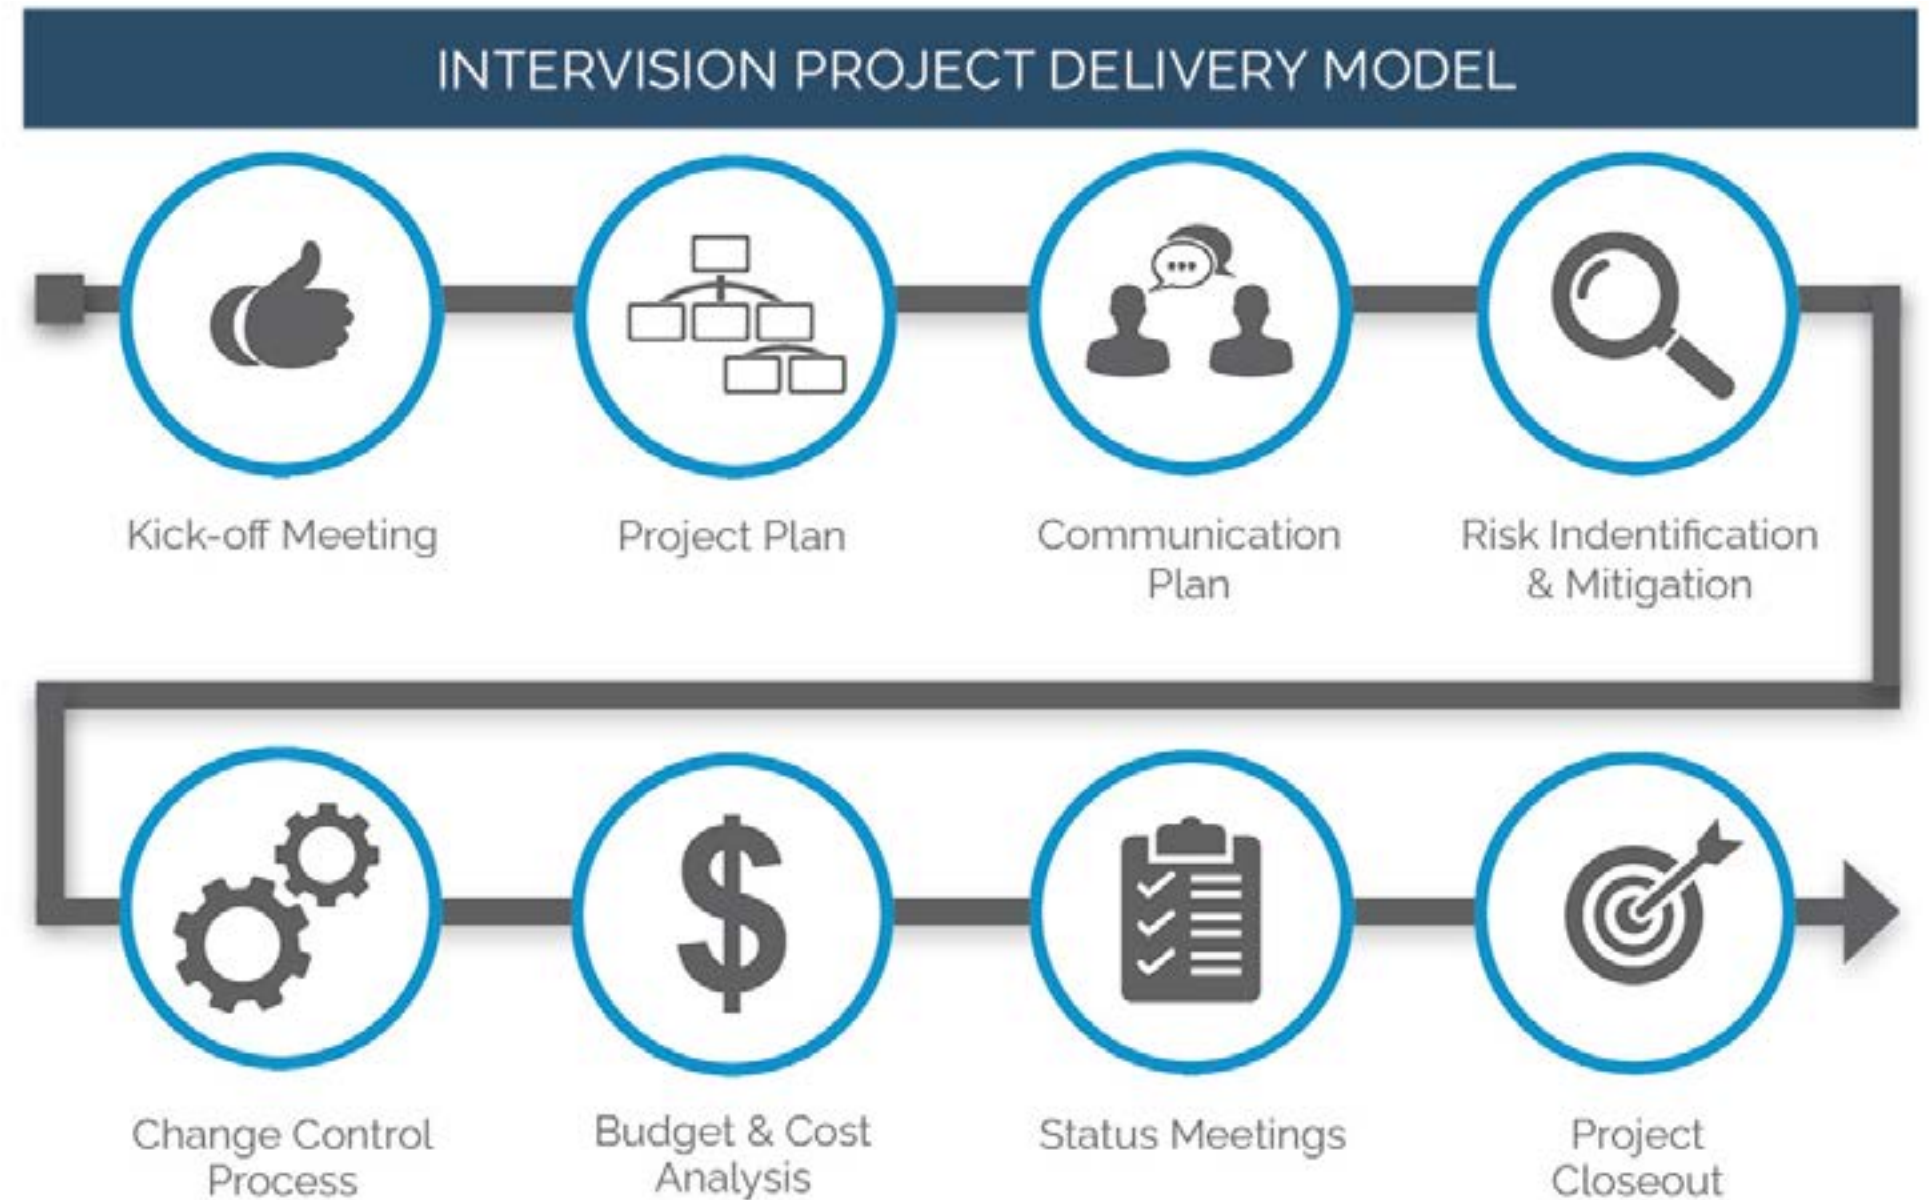 INTERVISION PROJECT DELIVERY MODEL
Kick-off Meeting
Project Plan
Communication
Plan
Risk Indentification
& Mitigation
Change Control
Process
Budget & Cost
Analysis
Status Meetings
Project
Closeout